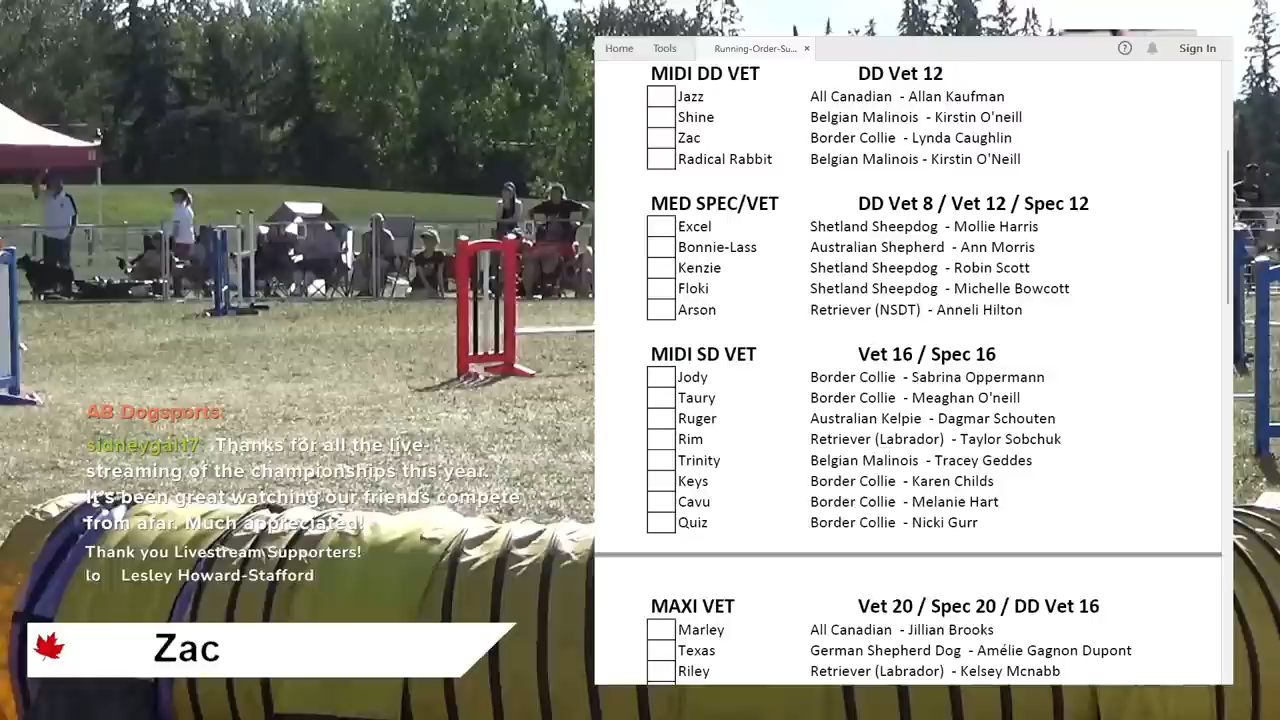 Home Tools Running-Order-Su... × ? Sign In
MIDI DD VET DD Vet 12
Jazz All Canadian - Allan Kaufman
Shine Belgian Malinois - Kirstin O'neill
Zac Border Collie - Lynda Caughlin
Radical Rabbit Belgian Malinois - Kirstin O'Neill
MED SPEC/VET DD Vet 8 / Vet 12 / Spec 12
Excel Shetland Sheepdog - Mollie Harris
Bonnie-Lass Australian Shepherd - Ann Morris
Kenzie Shetland Sheepdog - Robin Scott
Floki Shetland Sheepdog - Michelle Bowcott
Arson Retriever (NSDT) - Anneli Hilton
MIDI SD VET Vet 16 / Spec 16
Jody Border Collie - Sabrina Oppermann
Taury Border Collie - Meaghan O'neill
Ruger Australian Kelpie - Dagmar Schouten
Rim Retriever (Labrador) - Taylor Sobchuk
Trinity Belgian Malinois - Tracey Geddes
Keys Border Collie - Karen Childs
Cavu Border Collie - Melanie Hart
Quiz Border Collie - Nicki Gurr
MAXI VET Vet 20 / Spec 20 / DD Vet 16
Marley All Canadian - Jillian Brooks
Texas German Shepherd Dog - Amélie Gagnon Dupont
Riley Retriever (Labrador) - Kelsey Mcnabb
AB Dogsports:
sidneygal17 .Thanks for all the live-
streaming of the championships this year.
It's been great watching our friends compete
from afar. Much appreciated!
Thank you Livestream Supporters!
lo Lesley Howard-Stafford
Zac